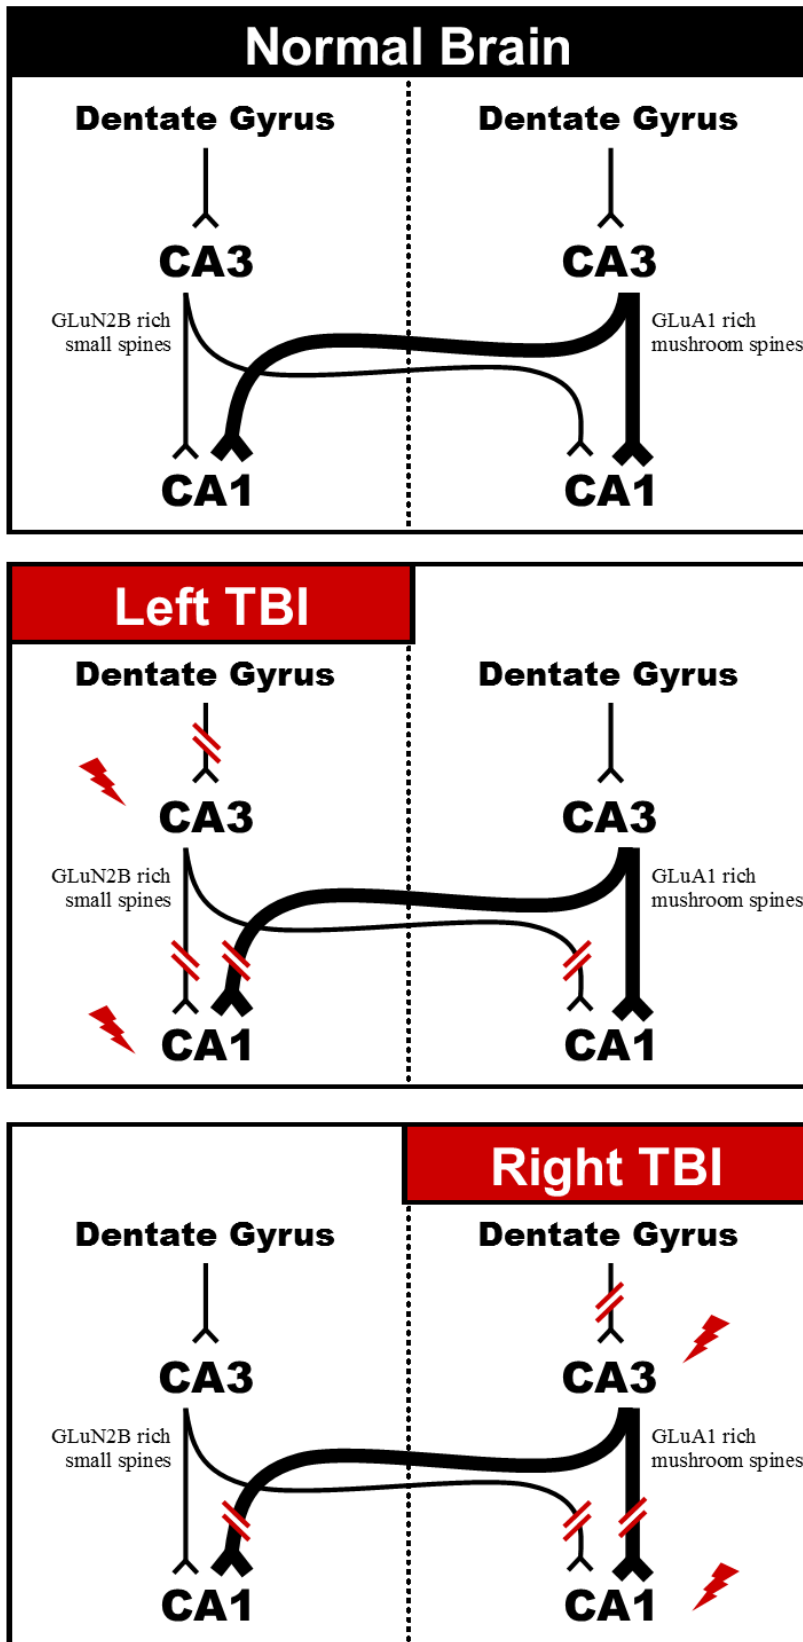 Normal Brain
Dentate Gyrus
Dentate Gyrus
CA3
CA3
GLuN2B rich
small spines
GLuA1 rich
mushroom spines
CA1
CA1
Left TBI
Dentate Gyrus
Dentate Gyrus
CA3
CA3
GLuN2B rich
small spines
GLuA1 rich
mushroom spines
CA1
CA1
Right TBI
Dentate Gyrus
Dentate Gyrus
CA3
CA3
GLuN2B rich
small spines
GLuA1 rich
mushroom spines
CA1
CA1